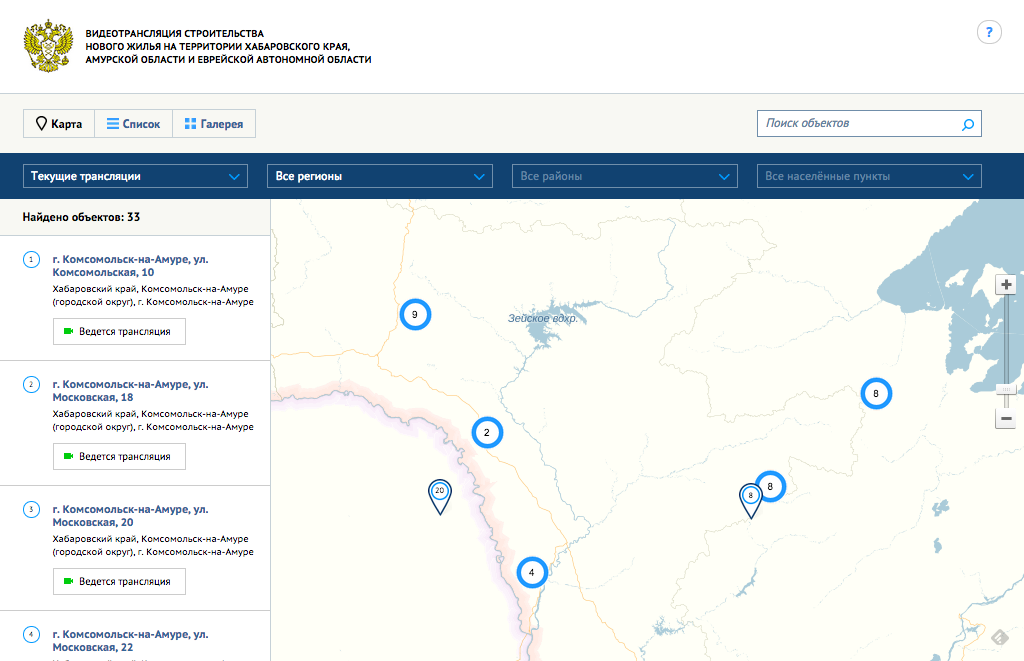 ВИДЕОТРАНСЛЯЦИЯ СТРОИТЕЛЬСТВА
НОВОГО ЖИЛЬЯ НА ТЕРРИТОРИИ ХАБАРОВСКОГО КРАЯ,
АМУРСКОЙ ОБЛАСТИ И ЕВРЕЙСКОЙ АВТОНОМНОЙ ОБЛАСТИ
?
Карта
Список
Галерея
Поиск объектов
Текущие трансляции
Все регионы
Все районы
Все населённые пункты
Найдено объектов: 33
1
г. Комсомольск-на-Амуре, ул.
Комсомольская, 10
Хабаровский край, Комсомольск-на-Амуре
(городской округ), г. Комсомольск-на-Амуре
Ведется трансляция
2
г. Комсомольск-на-Амуре, ул.
Московская, 18
Хабаровский край, Комсомольск-на-Амуре
(городской округ), г. Комсомольск-на-Амуре
Ведется трансляция
3
г. Комсомольск-на-Амуре, ул.
Московская, 20
Хабаровский край, Комсомольск-на-Амуре
(городской округ), г. Комсомольск-на-Амуре
Ведется трансляция
4
г. Комсомольск-на-Амуре, ул.
Московская, 22
9
Зейское вдхр.
8
2
20
8
8
4
+
−